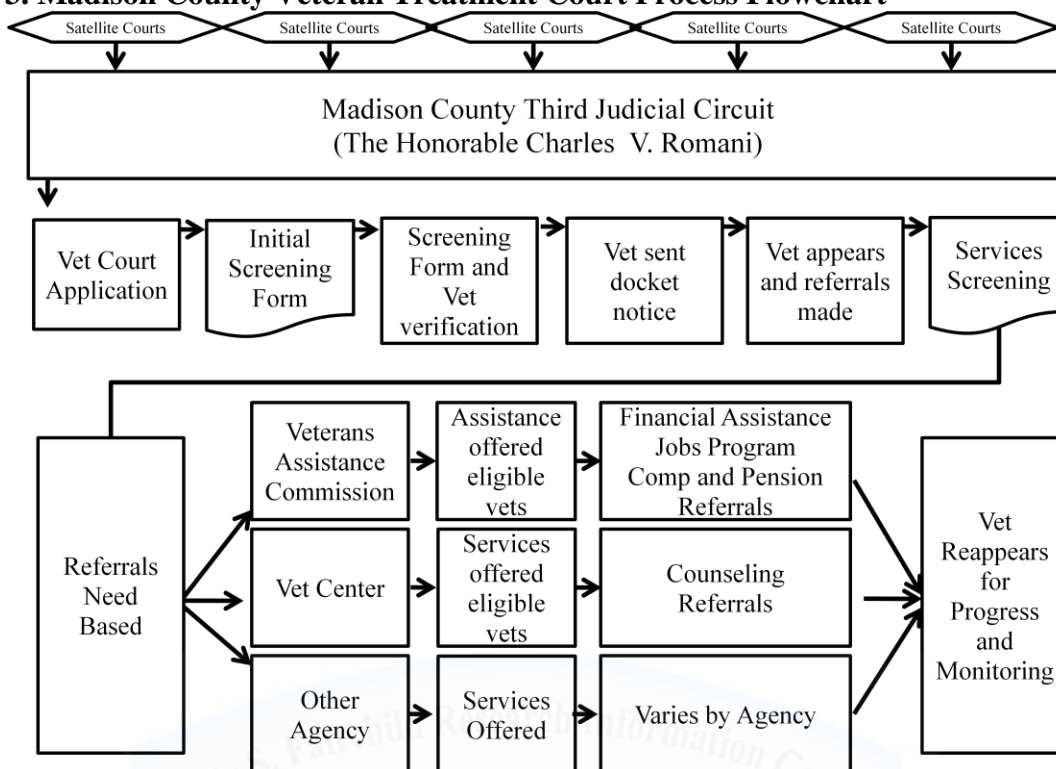 3. Madison County Veteran Treatment Court Process Flowchart
Satellite Courts
Satellite Courts
Satellite Courts
Satellite Courts
Satellite Courts
Madison County Third Judicial Circuit
(The Honorable Charles V. Romani)
Vet Court
Application
Initial
Screening
Form
Screening
Form and
Vet
verification
Vet sent
docket
notice
Vet appears
and referrals
made
Services
Screening
Referrals
Need
Based
Veterans
Assistance
Commission
Assistance
offered
eligible
vets
Financial Assistance
Jobs Program
Comp and Pension
Referrals
Vet Center
Services
offered
eligible
vets
Counseling
Referrals
Other
Agency
Services
Offered
Varies by Agency
Vet
Reappears
for
Progress
and
Monitoring
S. Fairchild Research Information